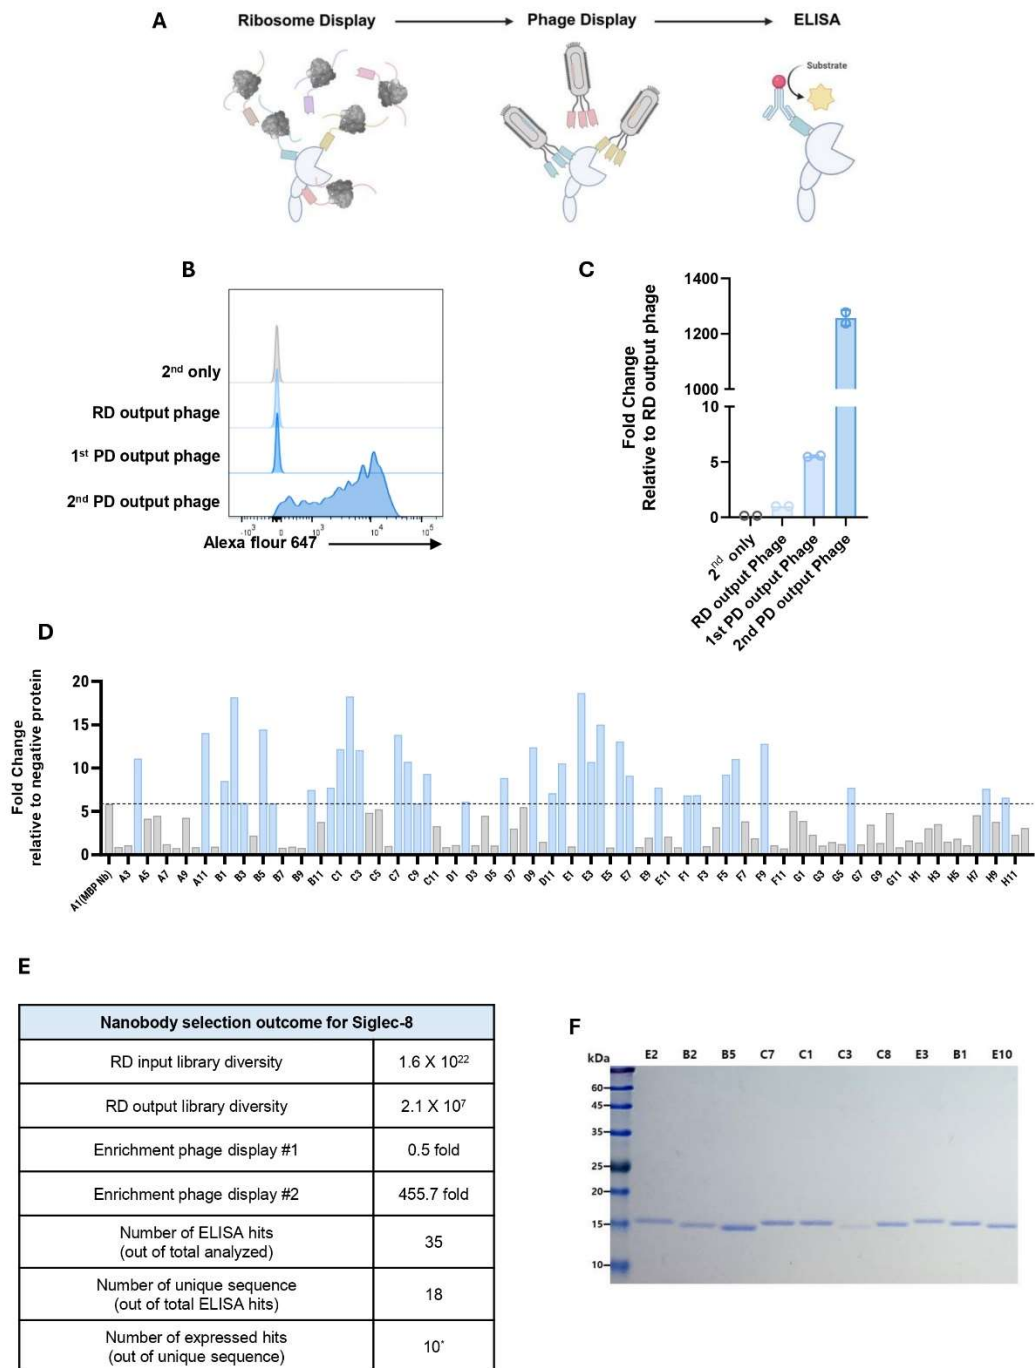 A
Ribosome Display
Phage Display
ELISA
Substrate
B
2nd only
RD output phage
1st PD output phage
2nd PD output phage
-10³ 0 10³ 10⁴ 10⁵
Alexa flour 647
C
Fold Change
Relative to RD output phage
1400
1200
1000
10
5
0
2nd only
RD output Phage
1st PD output Phage
2nd PD output Phage
D
Fold Change
relative to negative protein
20
15
10
5
0
A1(MBP Nb) A3 A5 A7 A9 A11 B1 B3 B5 B7 B9 B11 C1 C3 C5 C7 C9 C11 D1 D3 D5 D7 D9 D11 E1 E3 E5 E7 E9 E11 F1 F3 F5 F7 F9 F11 G1 G3 G5 G7 G9 G11 H1 H3 H5 H7 H9 H11
E
Nanobody selection outcome for Siglec-8
RD input library diversity 1.6 X 10²²
RD output library diversity 2.1 X 10⁷
Enrichment phage display #1 0.5 fold
Enrichment phage display #2 455.7 fold
Number of ELISA hits
(out of total analyzed) 35
Number of unique sequence
(out of total ELISA hits) 18
Number of expressed hits
(out of unique sequence) 10*
F
kDa E2 B2 B5 C7 C1 C3 C8 E3 B1 E10
60
45
35
25
20
15
10